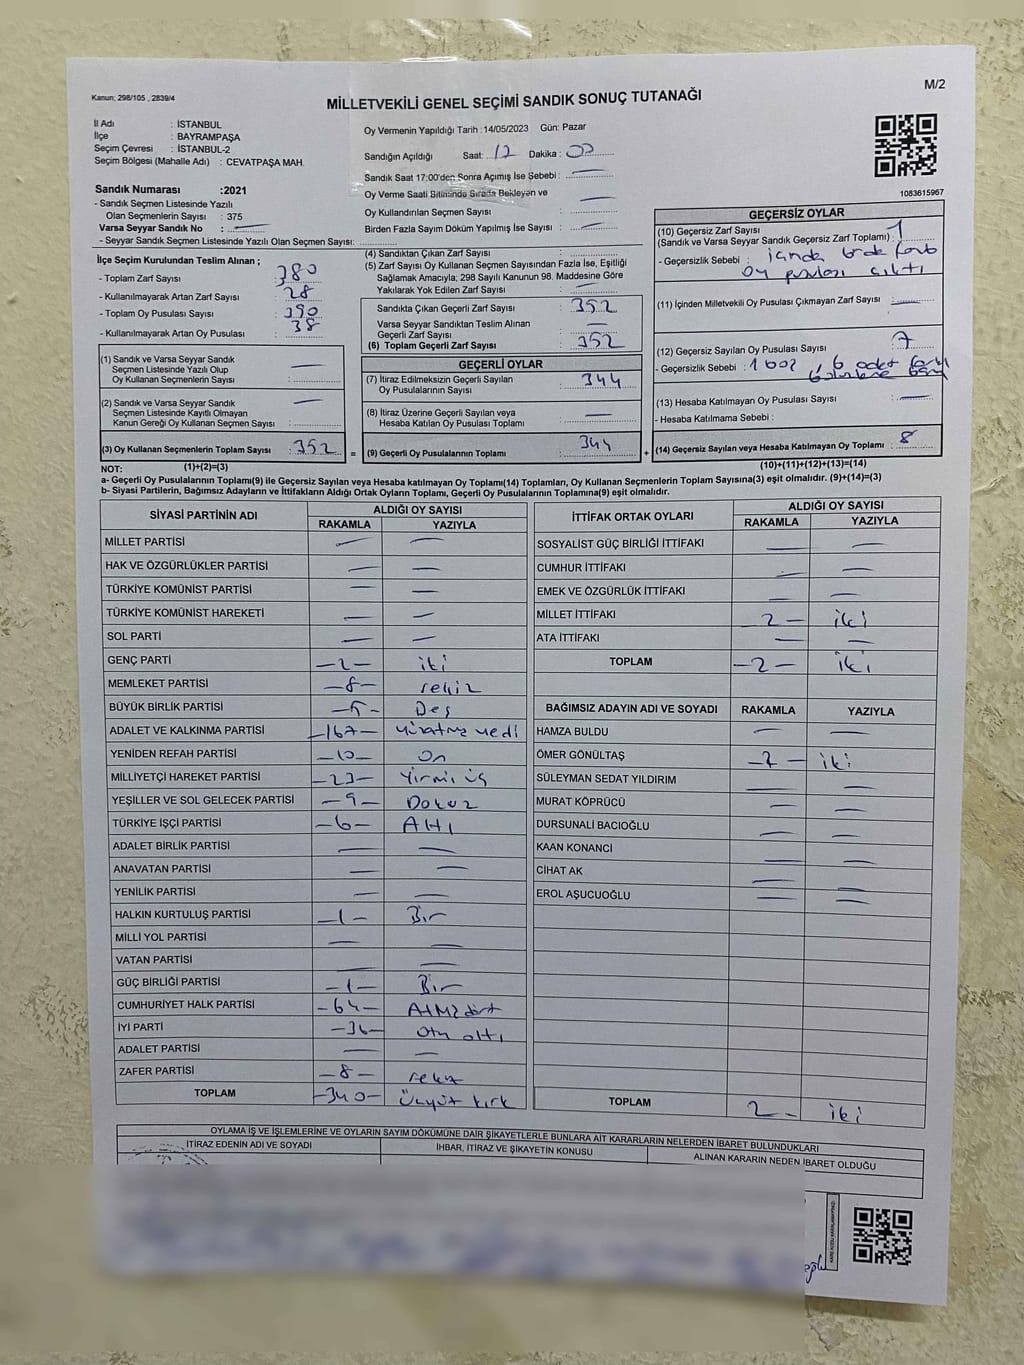 Kanun; 298/105 , 2839/4
M/2
MİLLETVEKİLİ GENEL SEÇİMİ SANDIK SONUÇ TUTANAĞI
İl Adı : İSTANBUL
İlçe : BAYRAMPAŞA
Seçim Çevresi : İSTANBUL-2
Seçim Bölgesi (Mahalle Adı) : CEVATPAŞA MAH.
Sandık Numarası :2021
- Sandık Seçmen Listesinde Yazılı
Olan Seçmenlerin Sayısı : 375
Varsa Seyyar Sandık No : —
- Seyyar Sandık Seçmen Listesinde Yazılı Olan Seçmen Sayısı:
Oy Vermenin Yapıldığı Tarih :14/05/2023 Gün: Pazar
Sandığın Açıldığı Saat: 17 Dakika : 00
Sandık Saat 17:00'den Sonra Açımış İse Şebebi : —
Oy Verme Saati Bitiminde Sırada Bekleyen ve
Oy Kullandırılan Seçmen Sayısı : —
Birden Fazla Sayım Döküm Yapılmış İse Sayısı : —
1083615967
İlçe Seçim Kurulundan Teslim Alınan ;
- Toplam Zarf Sayısı : 380
- Kullanılmayarak Artan Zarf Sayısı : 28
- Toplam Oy Pusulası Sayısı : 390
- Kullanılmayarak Artan Oy Pusulası : 38
(4) Sandıktan Çıkan Zarf Sayısı :
(5) Zarf Sayısı Oy Kullanan Seçmen Sayısından Fazla İse, Eşitliği
Sağlamak Amacıyla; 298 Sayılı Kanunun 98. Maddesine Göre
Yakılarak Yok Edilen Zarf Sayısı : —
Sandıkta Çıkan Geçerli Zarf Sayısı : 352
Varsa Seyyar Sandıktan Teslim Alınan
Geçerli Zarf Sayısı : —
(6) Toplam Geçerli Zarf Sayısı : 352
GEÇERSİZ OYLAR
(10) Geçersiz Zarf Sayısı
(Sandık ve Varsa Seyyar Sandık Geçersiz Zarf Toplamı) : 1
- Geçersizlik Sebebi : içinde
oy pusulası çıktı
(11) İçinden Milletvekili Oy Pusulası Çıkmayan Zarf Sayısı : —
(12) Geçersiz Sayılan Oy Pusulası Sayısı : 7
- Geçersizlik Sebebi : 6 adet
(13) Hesaba Katılmayan Oy Pusulası Sayısı : —
- Hesaba Katılmama Sebebi :
(14) Geçersiz Sayılan veya Hesaba Katılmayan Oy Toplamı : 8
(1) Sandık ve Varsa Seyyar Sandık
Seçmen Listesinde Yazılı Olup
Oy Kullanan Seçmenlerin Sayısı : —
(2) Sandık ve Varsa Seyyar Sandık
Seçmen Listesinde Kayıtlı Olmayan
Kanun Gereği Oy Kullanan Seçmen Sayısı : —
(3) Oy Kullanan Seçmenlerin Toplam Sayısı : 352
GEÇERLİ OYLAR
(7) İtiraz Edilmeksizin Geçerli Sayılan
Oy Pusulalarının Sayısı : 344
(8) İtiraz Üzerine Geçerli Sayılan veya
Hesaba Katılan Oy Pusulası Toplamı : —
= (9) Geçerli Oy Pusulalarının Toplamı : 344 +
NOT: (1)+(2)=(3)
(10)+(11)+(12)+(13)=(14)
a- Geçerli Oy Pusulalarının Toplamı(9) ile Geçersiz Sayılan veya Hesaba katılmayan Oy Toplamı(14) Toplamları, Oy Kullanan Seçmenlerin Toplam Sayısına(3) eşit olmalıdır. (9)+(14)=(3)
b- Siyasi Partilerin, Bağımsız Adayların ve İttifakların Aldığı Ortak Oyların Toplamı, Geçerli Oy Pusulalarının Toplamına(9) eşit olmalıdır.
SİYASİ PARTİNİN ADI ALDIĞI OY SAYISI
RAKAMLA YAZIYLA
MİLLET PARTİSİ — —
HAK VE ÖZGÜRLÜKLER PARTİSİ — —
TÜRKİYE KOMÜNİST PARTİSİ — —
TÜRKİYE KOMÜNİST HAREKETİ — —
SOL PARTİ — —
GENÇ PARTİ —2— iki
MEMLEKET PARTİSİ —8— sekiz
BÜYÜK BİRLİK PARTİSİ —5— Beş
ADALET VE KALKINMA PARTİSİ —167— yüzatmış yedi
YENİDEN REFAH PARTİSİ —10— On
MİLLİYETÇİ HAREKET PARTİSİ —23— Yirmi üç
YEŞİLLER VE SOL GELECEK PARTİSİ —9— Dokuz
TÜRKİYE İŞÇİ PARTİSİ —6— Altı
ADALET BİRLİK PARTİSİ — —
ANAVATAN PARTİSİ — —
YENİLİK PARTİSİ — —
HALKIN KURTULUŞ PARTİSİ —1— Bir
MİLLİ YOL PARTİSİ — —
VATAN PARTİSİ — —
GÜÇ BİRLİĞİ PARTİSİ —1— Bir
CUMHURİYET HALK PARTİSİ —64— Atmış dört
İYİ PARTİ —36— Otuz altı
ADALET PARTİSİ — —
ZAFER PARTİSİ —8— sekiz
TOPLAM —340— Üçyüz kırk
İTTİFAK ORTAK OYLARI ALDIĞI OY SAYISI
RAKAMLA YAZIYLA
SOSYALİST GÜÇ BİRLİĞİ İTTİFAKI — —
CUMHUR İTTİFAKI — —
EMEK VE ÖZGÜRLÜK İTTİFAKI — —
MİLLET İTTİFAKI 2— iki
ATA İTTİFAKI — —
TOPLAM —2— iki
BAĞIMSIZ ADAYIN ADI VE SOYADI RAKAMLA YAZIYLA
HAMZA BULDU — —
ÖMER GÖNÜLTAŞ —2— iki
SÜLEYMAN SEDAT YILDIRIM — —
MURAT KÖPRÜCÜ — —
DURSUNALİ BACIOĞLU — —
KAAN KONANCİ — —
CİHAT AK — —
EROL AŞUCUOĞLU — —
TOPLAM 2— iki
OYLAMA İŞ VE İŞLEMLERİNE VE OYLARIN SAYIM DÖKÜMÜNE DAİR ŞİKAYETLERLE BUNLARA AİT KARARLARIN NELERDEN İBARET BULUNDUKLARI
İTİRAZ EDENİN ADI VE SOYADI İHBAR, İTİRAZ VE ŞİKAYETİN KONUSU ALINAN KARARIN NEDEN İBARET OLDUĞU